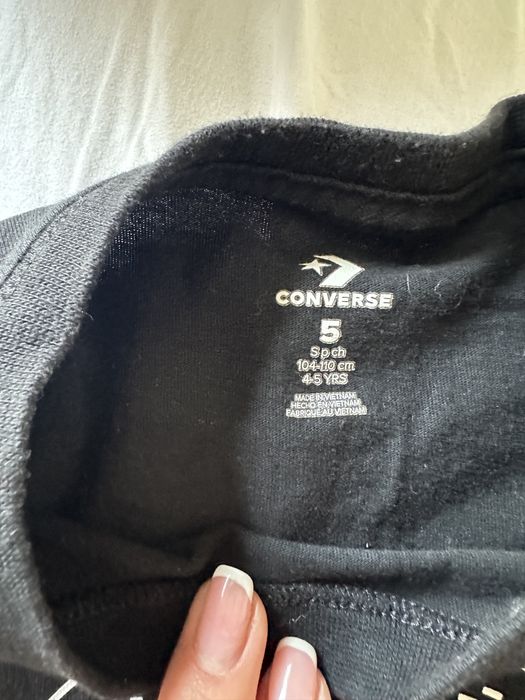 CONVERSE
5
S p ch
104-110 cm
4-5 YRS
MADE IN VIETNAM
HECHO EN VIETNAM
FABRIQUÉ AU VIETNAM